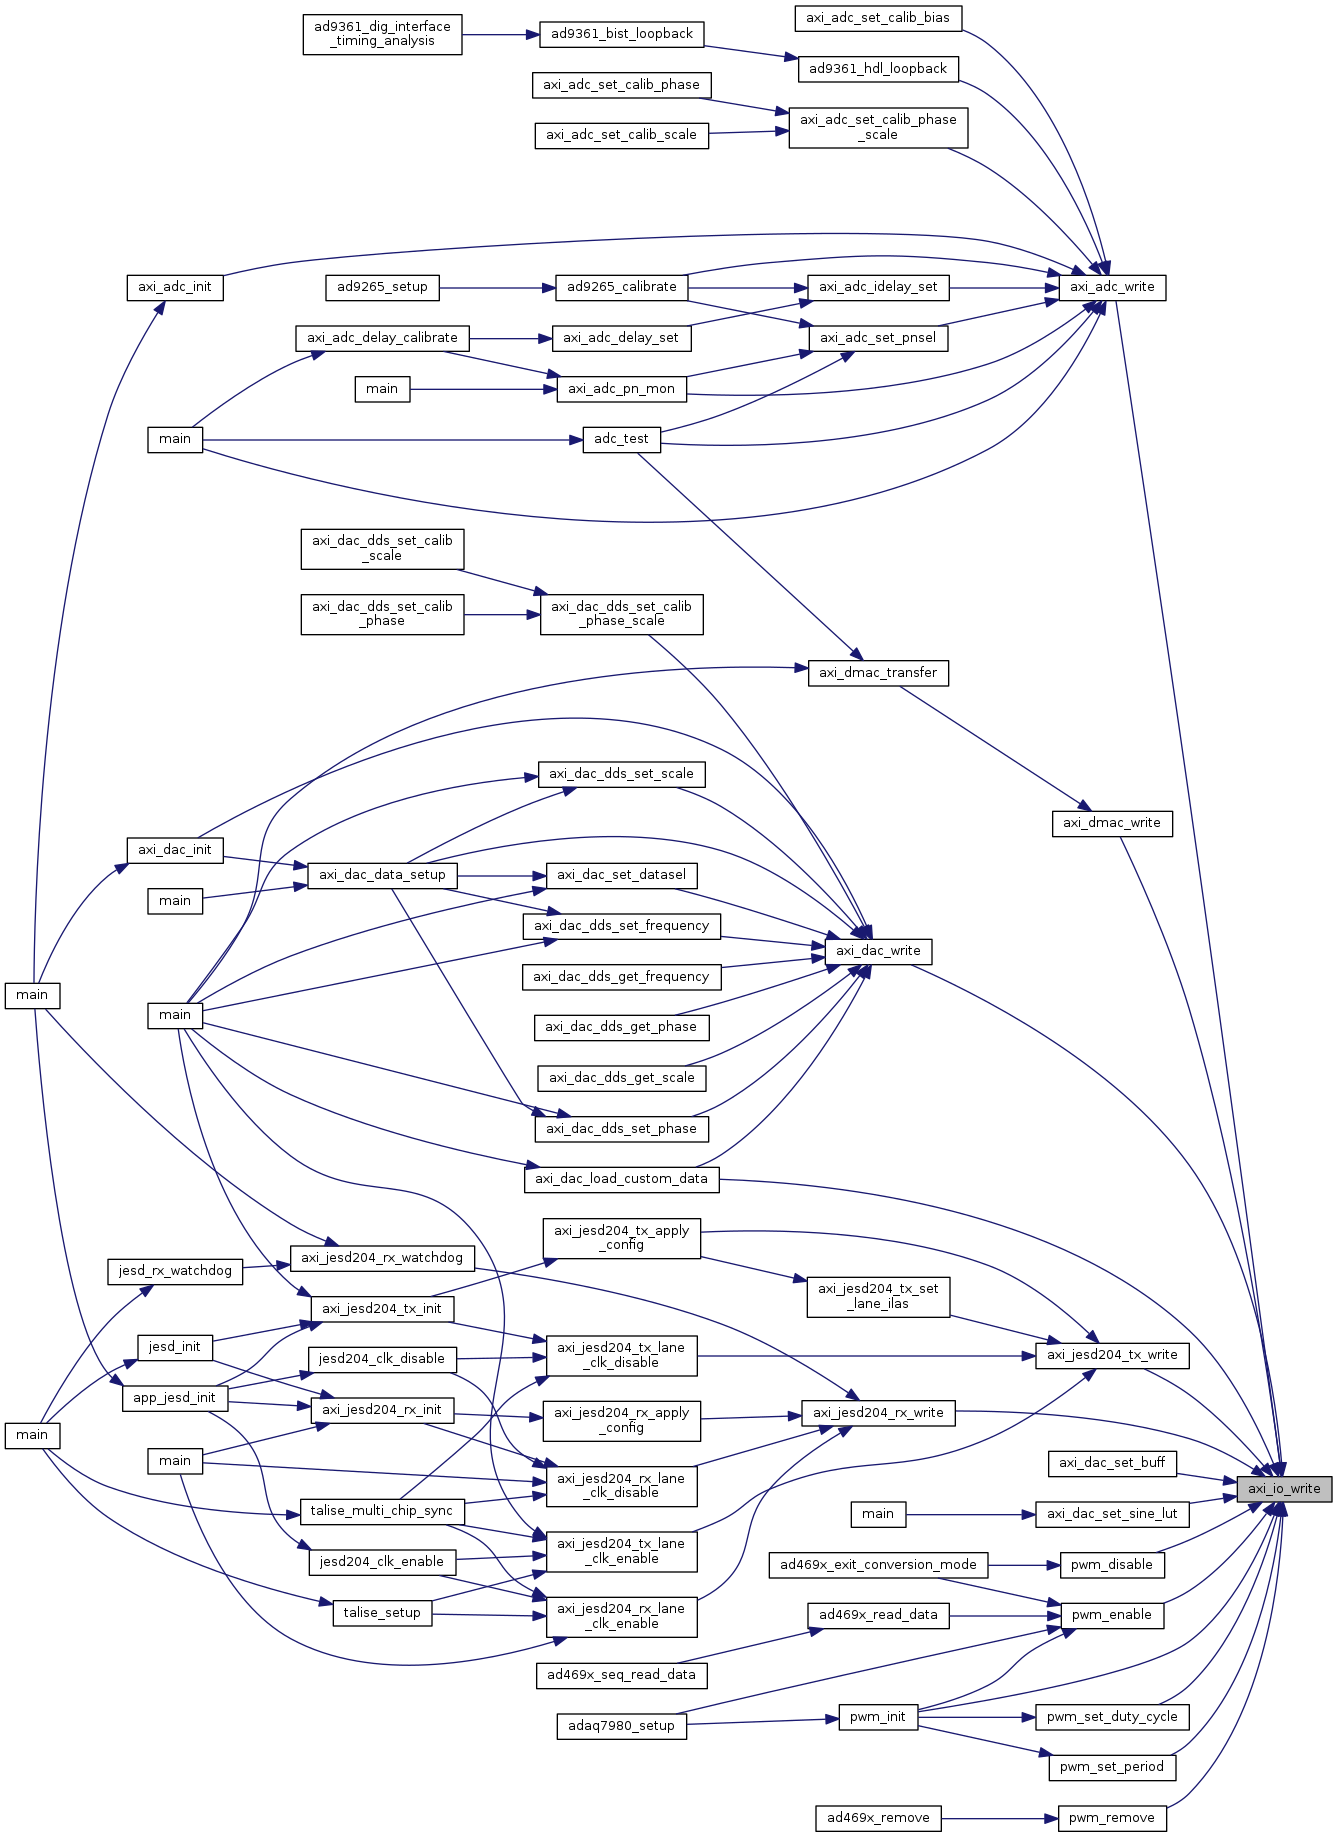 axi_adc_set_calib_bias
ad9361_dig_interface
_timing_analysis
ad9361_bist_loopback
ad9361_hdl_loopback
axi_adc_set_calib_phase
axi_adc_set_calib_phase
_scale
axi_adc_set_calib_scale
axi_adc_init
ad9265_setup
ad9265_calibrate
axi_adc_idelay_set
axi_adc_write
axi_adc_delay_calibrate
axi_adc_delay_set
axi_adc_set_pnsel
main
axi_adc_pn_mon
main
adc_test
axi_dac_dds_set_calib
_scale
axi_dac_dds_set_calib
_phase
axi_dac_dds_set_calib
_phase_scale
axi_dmac_transfer
axi_dac_dds_set_scale
axi_dmac_write
axi_dac_init
axi_dac_data_setup
axi_dac_set_datasel
main
axi_dac_dds_set_frequency
axi_dac_write
axi_dac_dds_get_frequency
main
main
axi_dac_dds_get_phase
axi_dac_dds_get_scale
axi_dac_dds_set_phase
axi_dac_load_custom_data
axi_jesd204_tx_apply
_config
axi_jesd204_rx_watchdog
jesd_rx_watchdog
axi_jesd204_tx_set
_lane_ilas
axi_jesd204_tx_init
jesd_init
axi_jesd204_tx_lane
_clk_disable
axi_jesd204_tx_write
jesd204_clk_disable
app_jesd_init
axi_jesd204_rx_init
axi_jesd204_rx_apply
_config
axi_jesd204_rx_write
main
main
axi_dac_set_buff
axi_jesd204_rx_lane
_clk_disable
axi_io_write
talise_multi_chip_sync
main
axi_dac_set_sine_lut
axi_jesd204_tx_lane
_clk_enable
jesd204_clk_enable
ad469x_exit_conversion_mode
pwm_disable
talise_setup
axi_jesd204_rx_lane
_clk_enable
ad469x_read_data
pwm_enable
ad469x_seq_read_data
adaq7980_setup
pwm_init
pwm_set_duty_cycle
pwm_set_period
ad469x_remove
pwm_remove